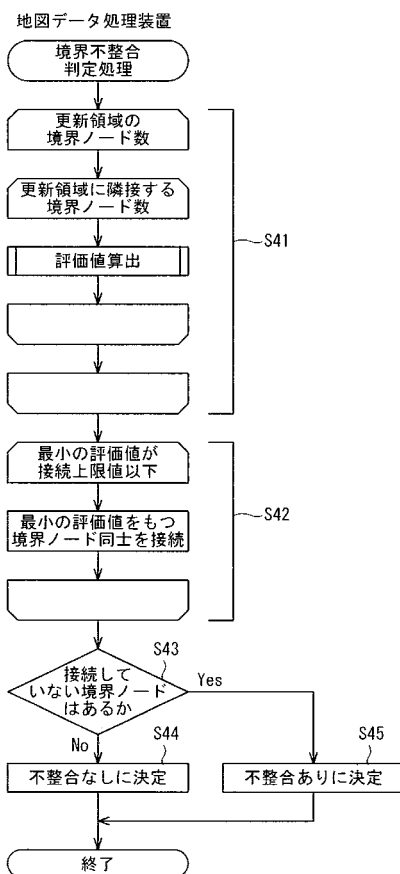 地図データ処理装置
境界不整合
判定処理
更新領域の
境界ノード数
更新領域に隣接する
境界ノード数
評価値算出
S41
最小の評価値が
接続上限値以下
最小の評価値をもつ
境界ノード同士を接続
S42
S43
接続して
いない境界ノード
はあるか
Yes
No
S44
S45
不整合なしに決定
不整合ありに決定
終了